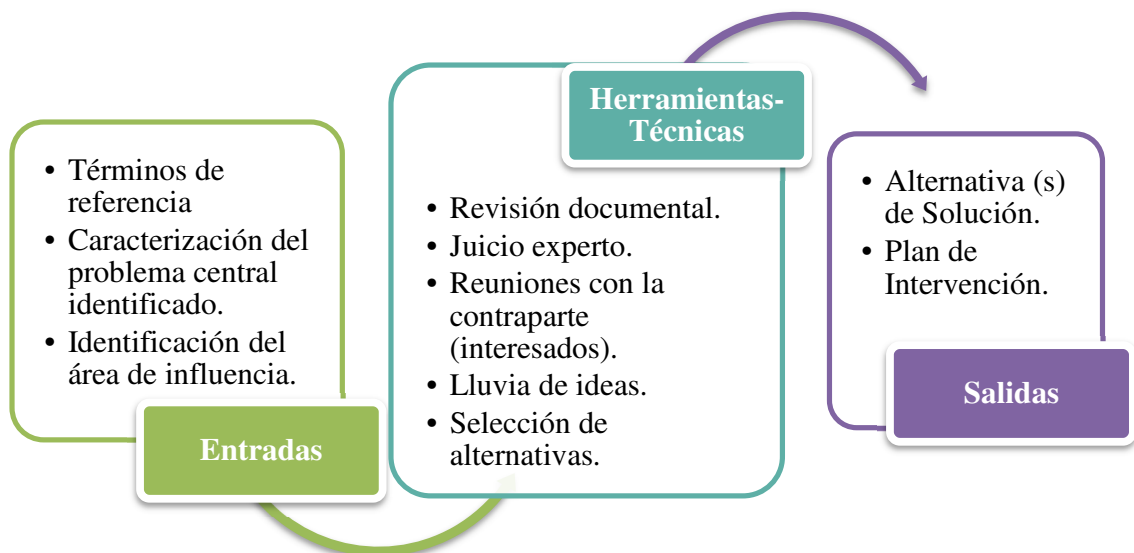 • Términos de
referencia
• Caracterización del
problema central
identificado.
• Identificación del
área de influencia.
Entradas
Herramientas-
Técnicas
• Revisión documental.
• Juicio experto.
• Reuniones con la
contraparte
(interesados).
• Lluvia de ideas.
• Selección de
alternativas.
• Alternativa (s)
de Solución.
• Plan de
Intervención.
Salidas